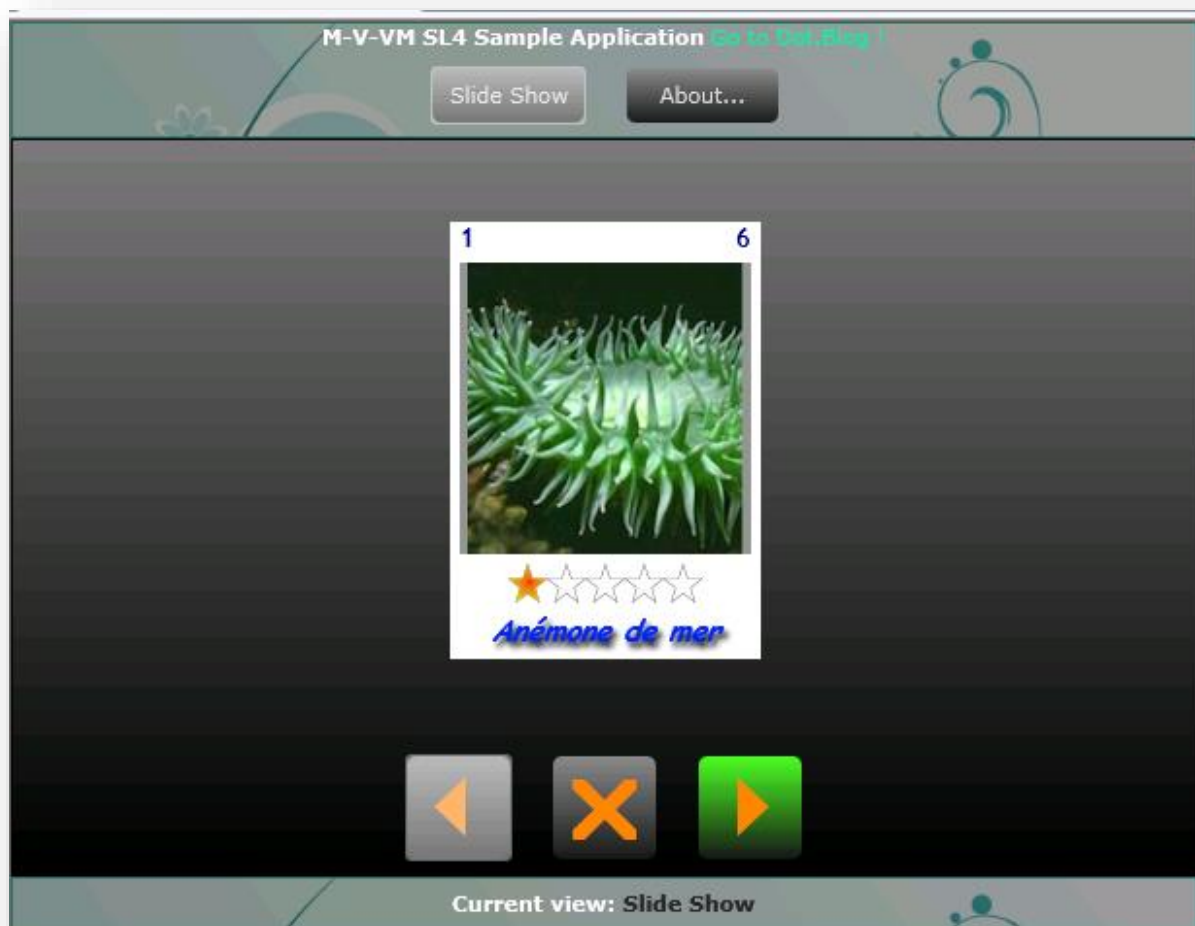 M-V-VM SL4 Sample Application Go to Dot.Blog !
Slide Show About...
1 6
Anémone de mer
Current view: Slide Show